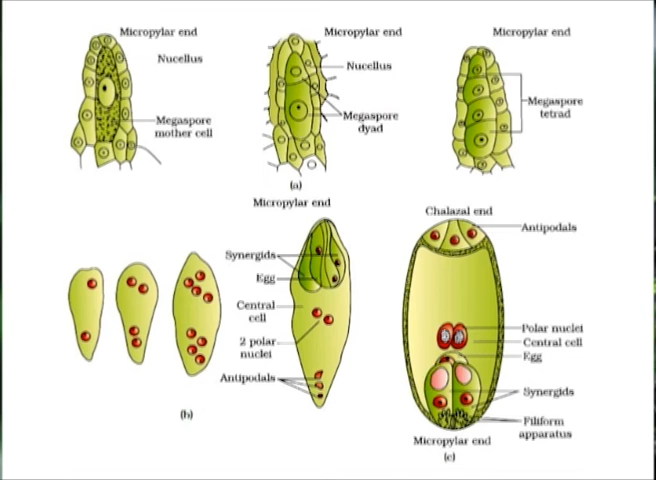 Micropylar end
Nucellus
Megaspore
mother cell
Micropylar end
Nucellus
Megaspore
dyad
(a)
Micropylar end
Megaspore
tetrad
Micropylar end
Synergids
Egg
Central
cell
2 polar
nuclei
Antipodals
(b)
Chalazal end
Antipodals
Polar nuclei
Central cell
Egg
Synergids
Filiform
apparatus
Micropylar end
(c)